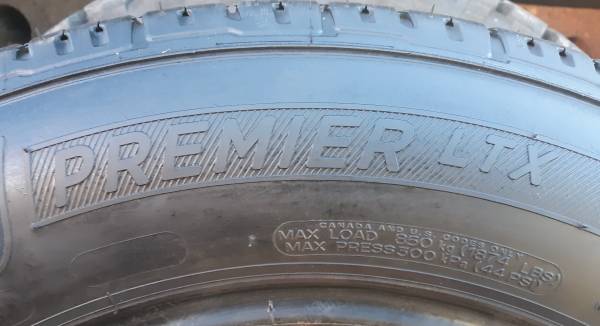 PREMIER LTX
CANADA AND U.S. CODES ONLY
MAX LOAD 850 kg (1874 LBS)
MAX PRESS 300 kPa (44 PSI)